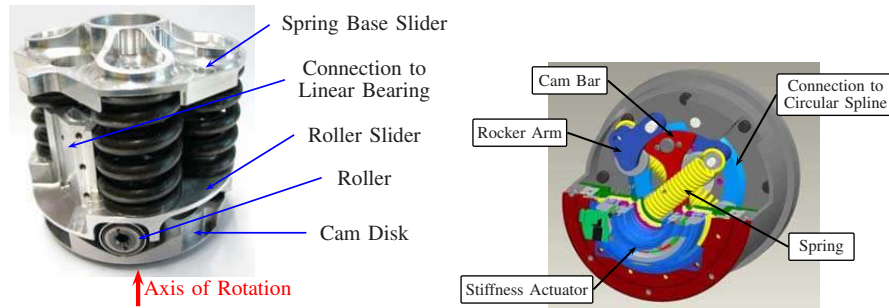 Spring Base Slider
Connection to
Linear Bearing
Roller Slider
Roller
Cam Disk
Axis of Rotation
Cam Bar
Connection to
Circular Spline
Rocker Arm
Spring
Stiffness Actuator